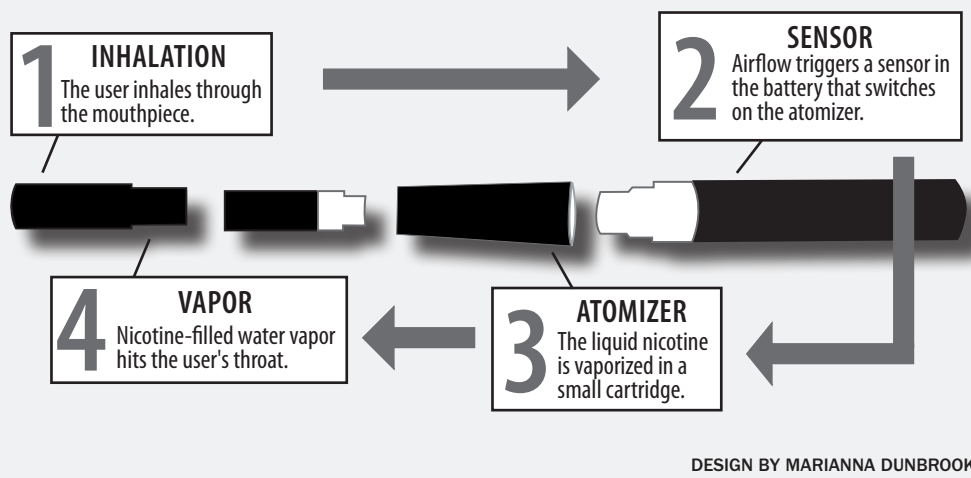 1
INHALATION
The user inhales through
the mouthpiece.
2
SENSOR
Airflow triggers a sensor in
the battery that switches
on the atomizer.
3
ATOMIZER
The liquid nicotine
is vaporized in a
small cartridge.
4
VAPOR
Nicotine-filled water vapor
hits the user's throat.
DESIGN BY MARIANNA DUNBROOK